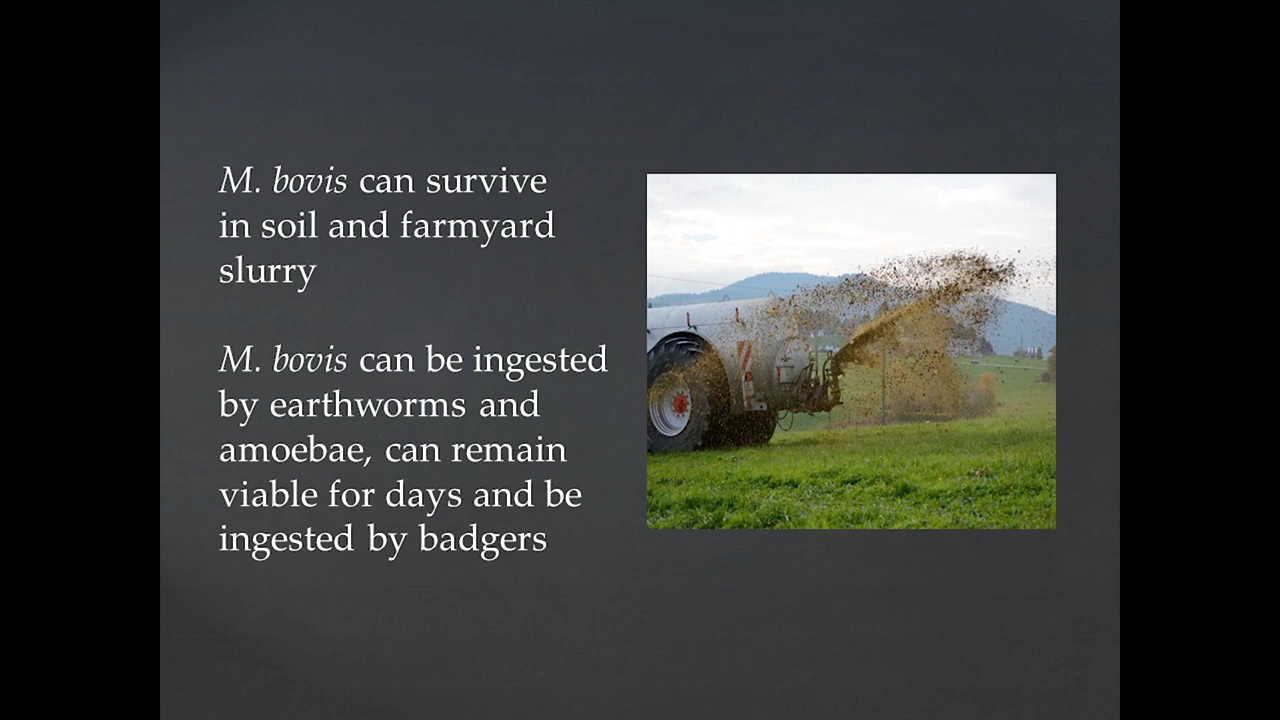 M. bovis can survive
in soil and farmyard
slurry
M. bovis can be ingested
by earthworms and
amoebae, can remain
viable for days and be
ingested by badgers